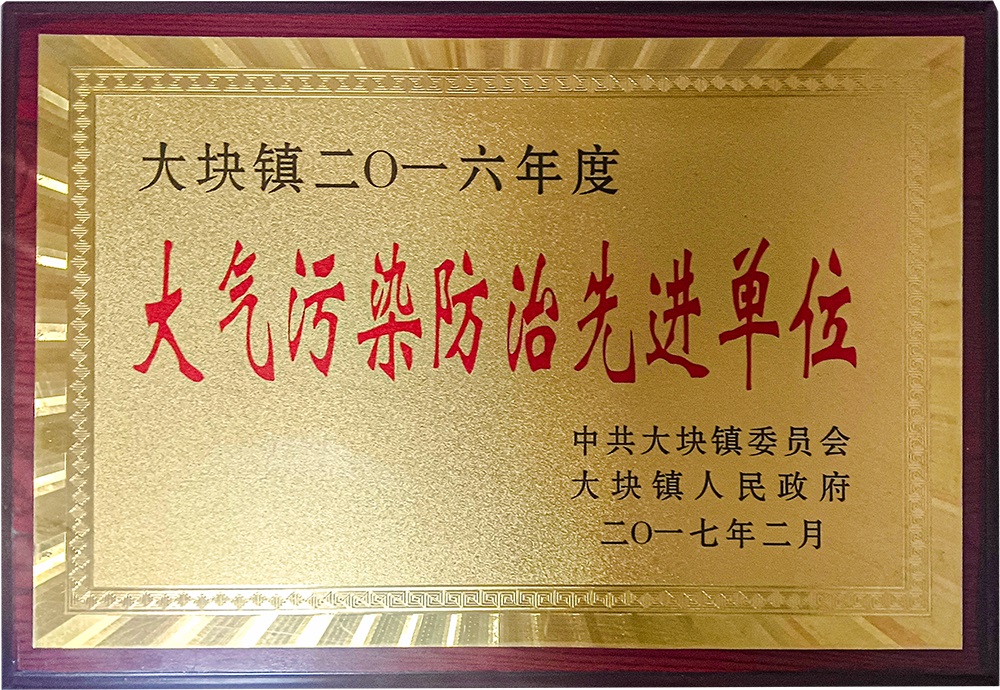 大块镇二〇一六年度
大气污染防治先进单位
中共大块镇委员会
大块镇人民政府
二〇一七年二月